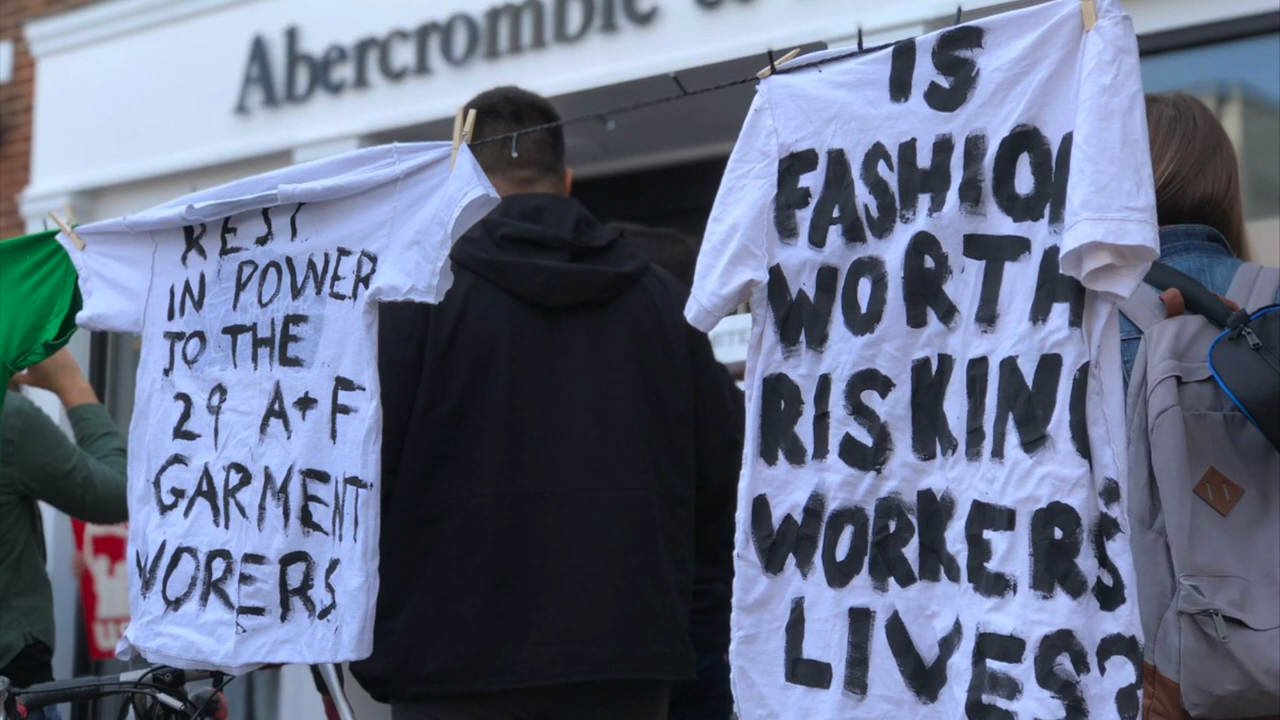 Abercrombie &
REST
IN POWER
TO THE
29 A+F
GARMENT
WORERS
IS
FASHION
WORTH
RISKING
WORKERS'
LIVES?